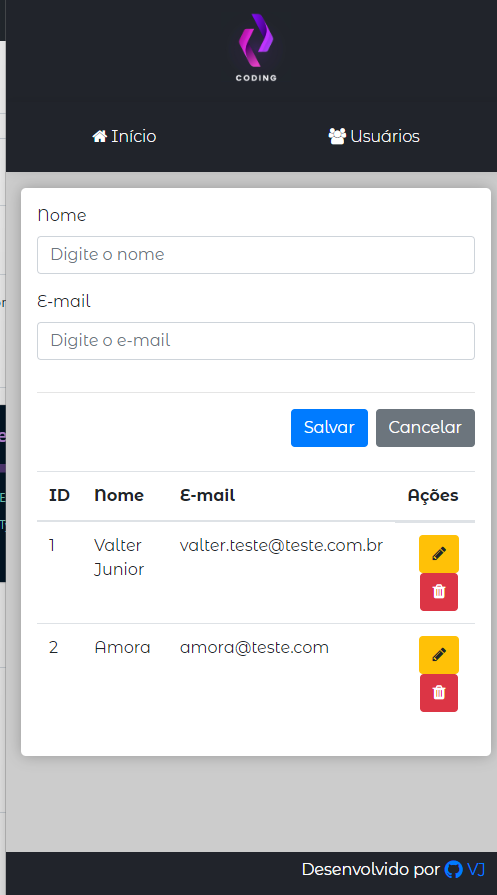 CODING
Início
Usuários
Nome
Digite o nome
E-mail
Digite o e-mail
Salvar
Cancelar
ID Nome E-mail Ações
1 Valter Junior valter.teste@teste.com.br
2 Amora amora@teste.com
Desenvolvido por VJ